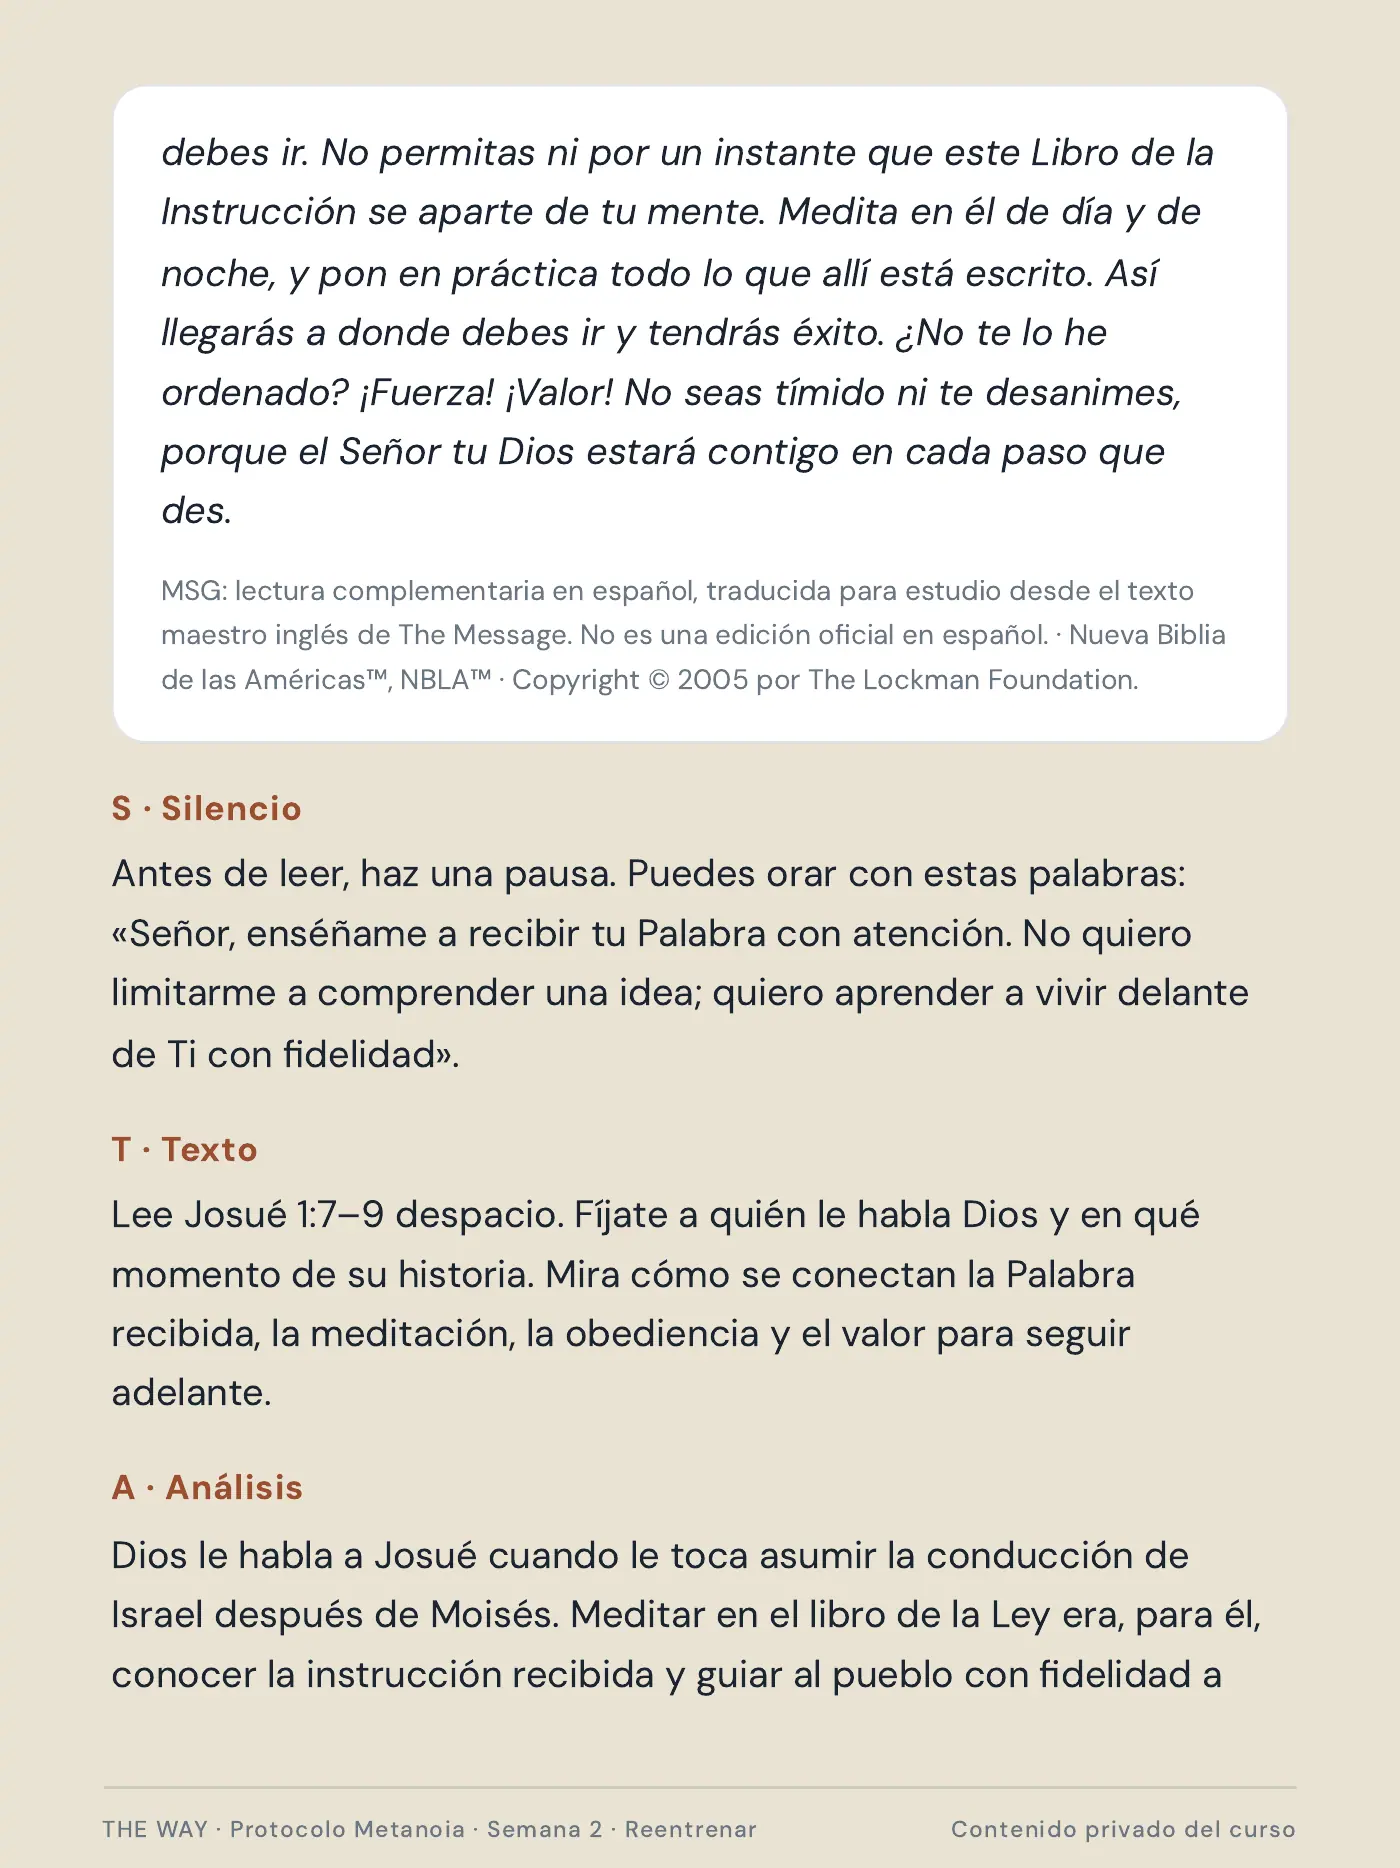 debes ir. No permitas ni por un instante que este Libro de la
Instrucción se aparte de tu mente. Medita en él de día y de
noche, y pon en práctica todo lo que allí está escrito. Así
llegarás a donde debes ir y tendrás éxito. ¿No te lo he
ordenado? ¡Fuerza! ¡Valor! No seas tímido ni te desanimes,
porque el Señor tu Dios estará contigo en cada paso que
des.
MSG: lectura complementaria en español, traducida para estudio desde el texto
maestro inglés de The Message. No es una edición oficial en español. · Nueva Biblia
de las Américas™, NBLA™ · Copyright © 2005 por The Lockman Foundation.
S · Silencio
Antes de leer, haz una pausa. Puedes orar con estas palabras:
«Señor, enséñame a recibir tu Palabra con atención. No quiero
limitarme a comprender una idea; quiero aprender a vivir delante
de Ti con fidelidad».
T · Texto
Lee Josué 1:7–9 despacio. Fíjate a quién le habla Dios y en qué
momento de su historia. Mira cómo se conectan la Palabra
recibida, la meditación, la obediencia y el valor para seguir
adelante.
A · Análisis
Dios le habla a Josué cuando le toca asumir la conducción de
Israel después de Moisés. Meditar en el libro de la Ley era, para él,
conocer la instrucción recibida y guiar al pueblo con fidelidad a
THE WAY · Protocolo Metanoia · Semana 2 · Reentrenar
Contenido privado del curso